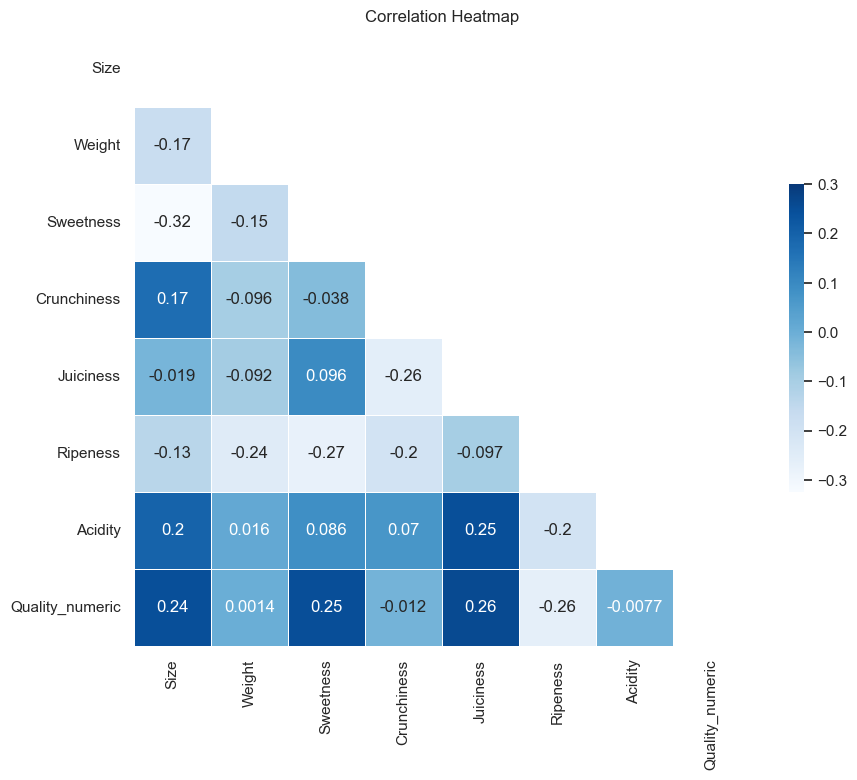 Correlation Heatmap
Size
Weight -0.17
Sweetness -0.32 -0.15
Crunchiness 0.17 -0.096 -0.038
Juiciness -0.019 -0.092 0.096 -0.26
Ripeness -0.13 -0.24 -0.27 -0.2 -0.097
Acidity 0.2 0.016 0.086 0.07 0.25 -0.2
Quality_numeric 0.24 0.0014 0.25 -0.012 0.26 -0.26 -0.0077
Size Weight Sweetness Crunchiness Juiciness Ripeness Acidity Quality_numeric
0.3
0.2
0.1
0.0
−0.1
−0.2
−0.3